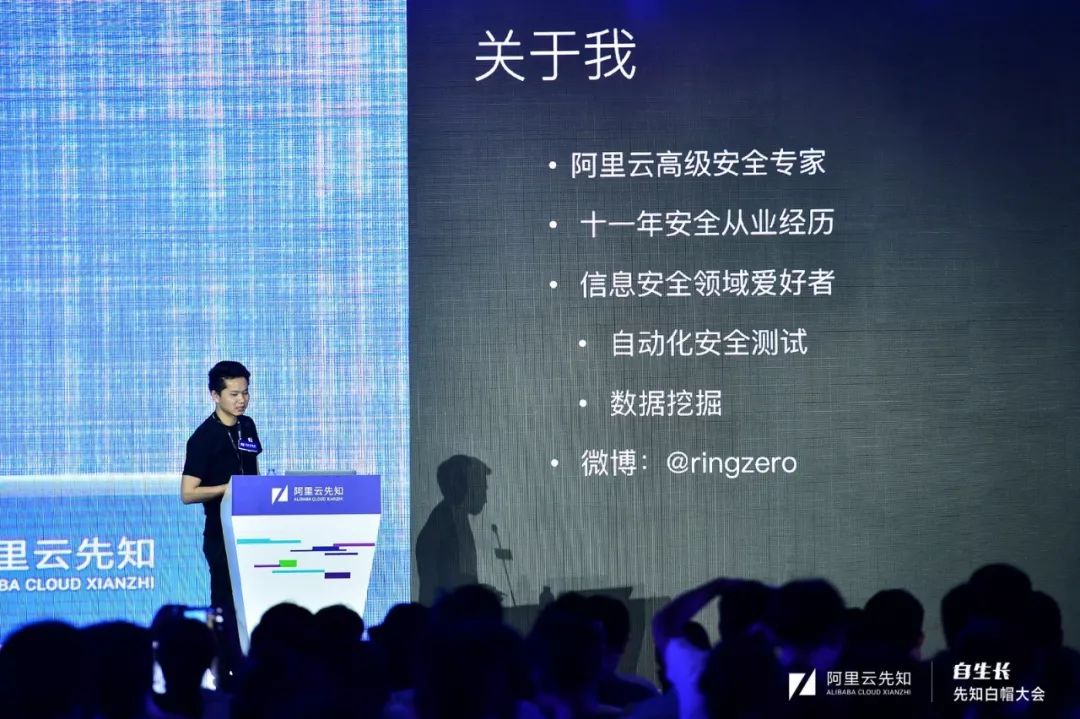 关于我
• 阿里云高级安全专家
• 十一年安全从业经历
• 信息安全领域爱好者
• 自动化安全测试
• 数据挖掘
• 微博：@ringzero
阿里云先知
ALIBABA CLOUD XIANZHI
里云先知
BA CLOUD XIANZHI
阿里云先知
ALIBABA CLOUD XIANZHI
自生长
先知白帽大会